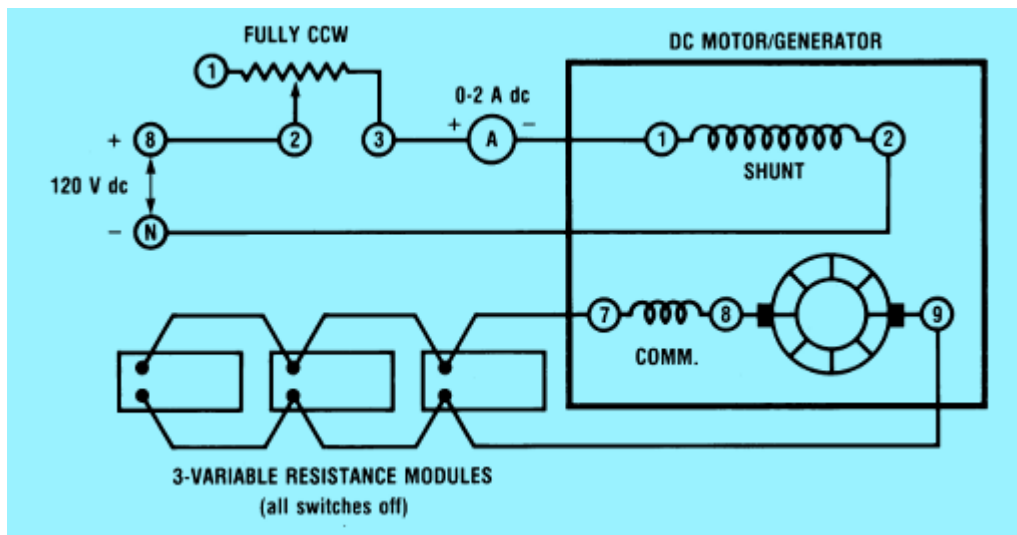 FULLY CCW
DC MOTOR/GENERATOR
1
0-2 A dc
+ 8 2 3 + A − 1 2
SHUNT
120 V dc
− N
7 8 9
COMM.
3-VARIABLE RESISTANCE MODULES
(all switches off)